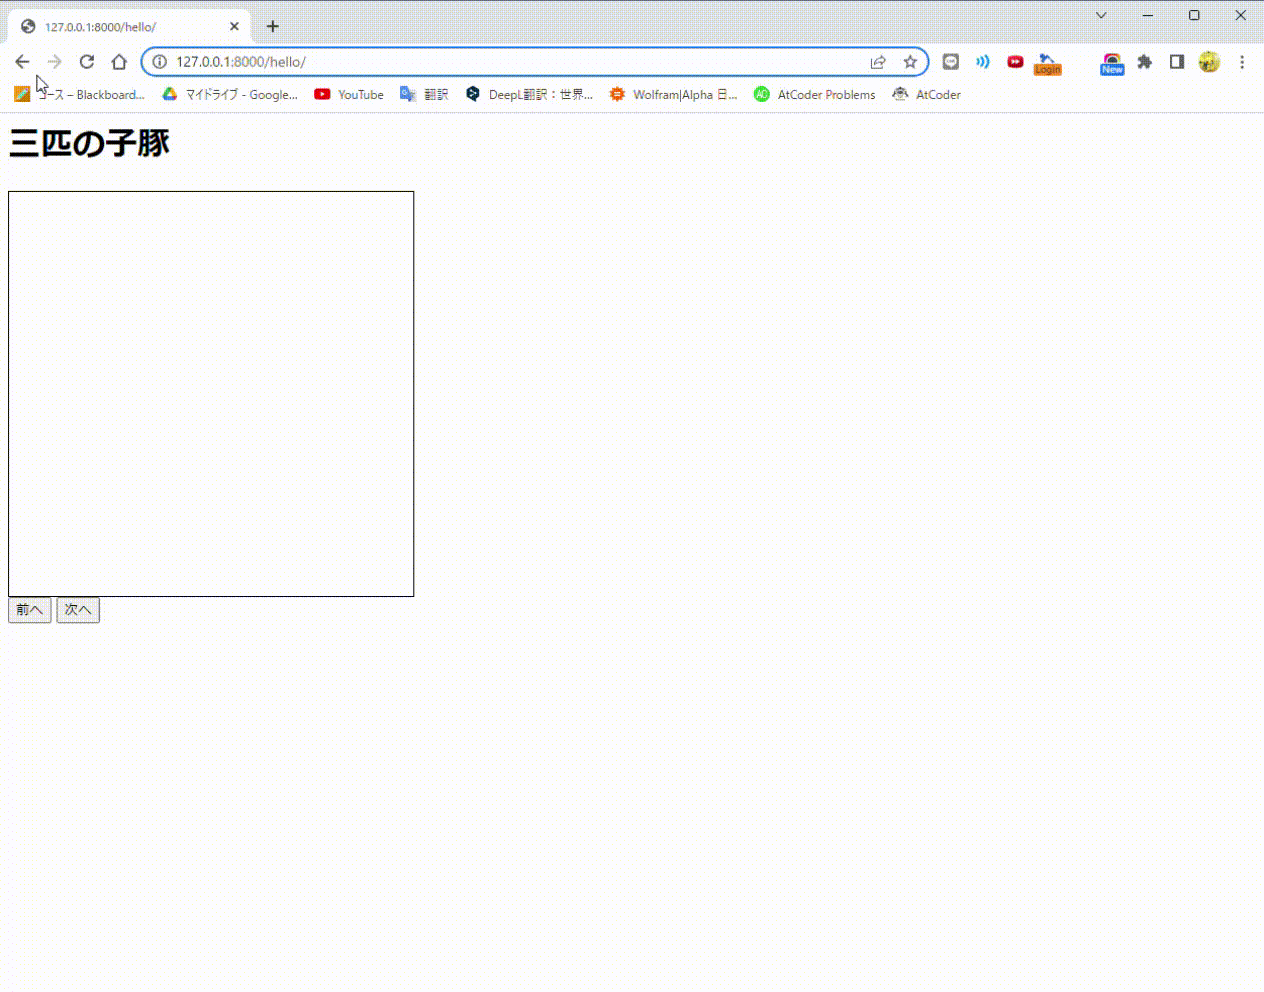 127.0.0.1:8000/hello/
127.0.0.1:8000/hello/
Login
New
コース – Blackboard...
マイドライブ - Google...
YouTube
翻訳
DeepL翻訳：世界...
Wolfram|Alpha 日...
AtCoder Problems
AtCoder
三匹の子豚
前へ 次へ